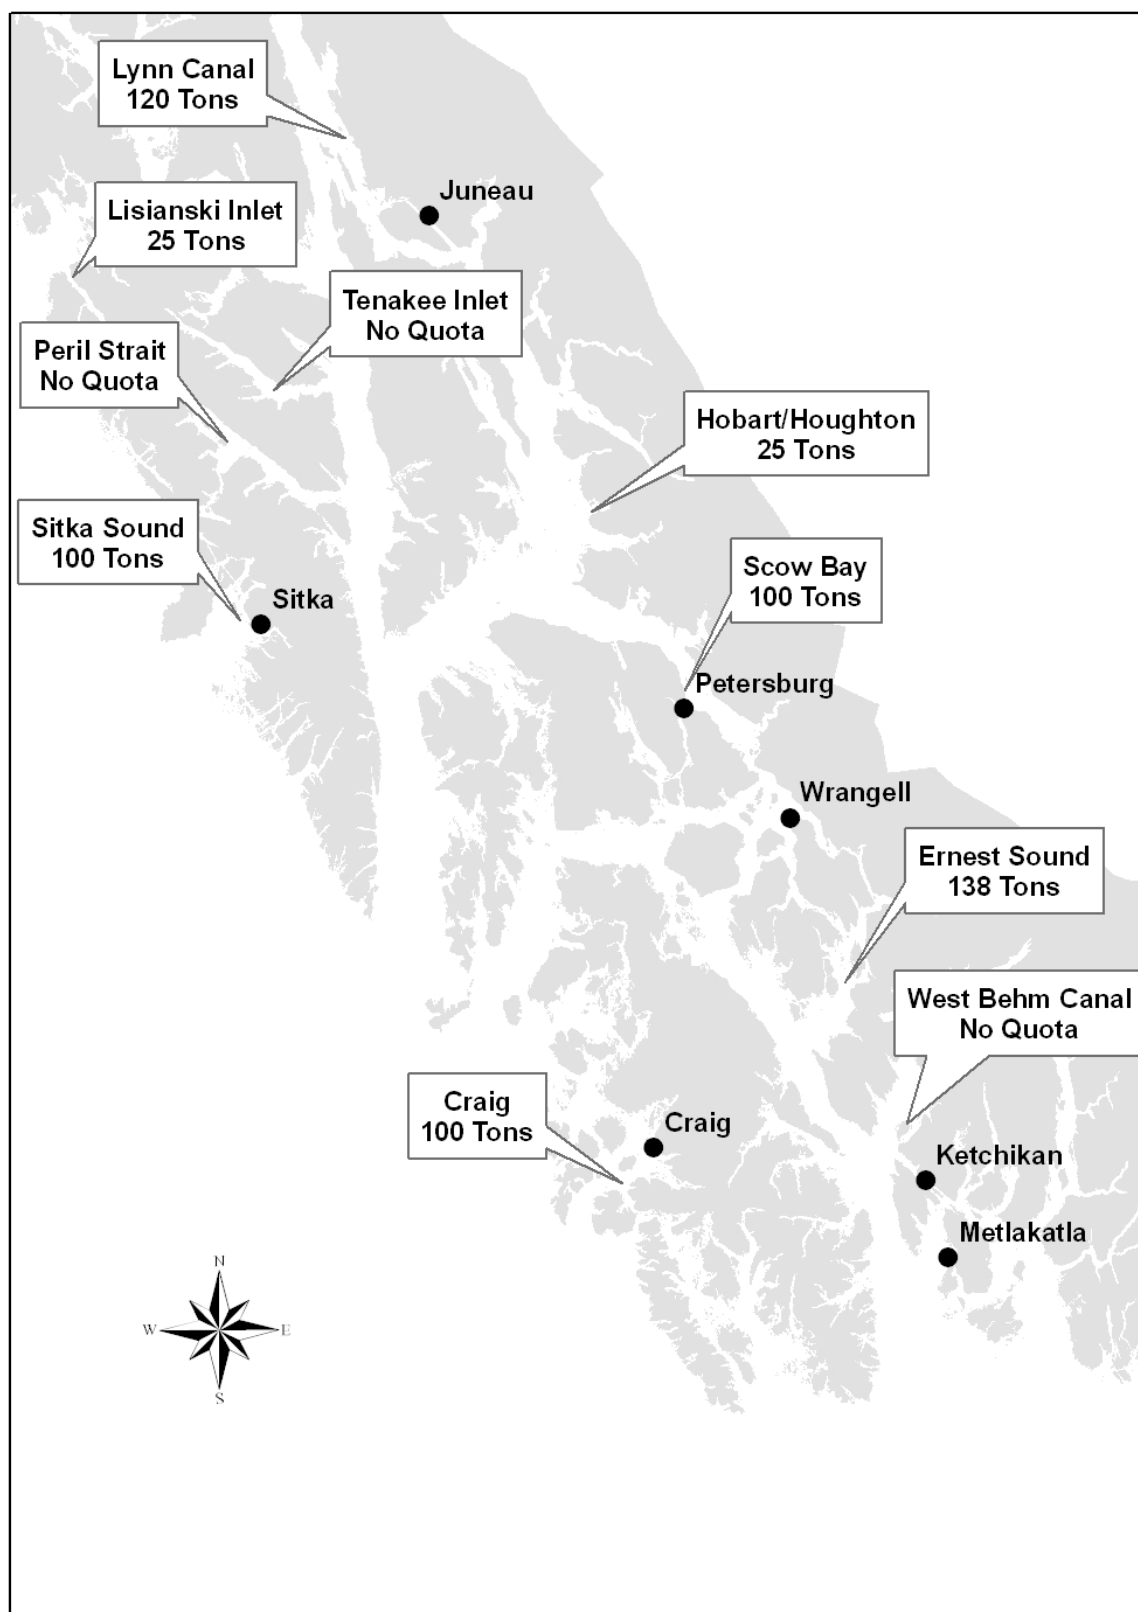 Lynn Canal
120 Tons
Juneau
Lisianski Inlet
25 Tons
Tenakee Inlet
No Quota
Peril Strait
No Quota
Hobart/Houghton
25 Tons
Sitka Sound
100 Tons
Sitka
Scow Bay
100 Tons
Petersburg
Wrangell
Ernest Sound
138 Tons
West Behm Canal
No Quota
Craig
100 Tons
Craig
Ketchikan
Metlakatla
N
W
E
S